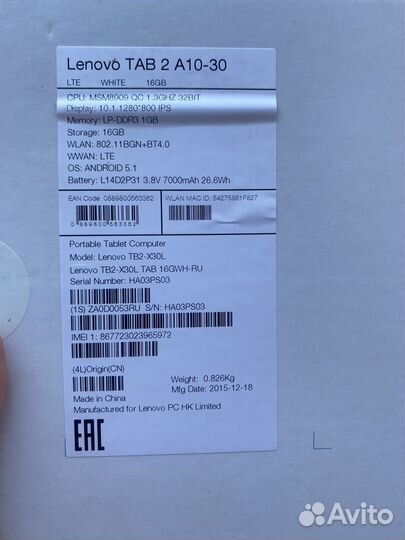 Lenovo TAB 2 A10-30
LTE WHITE 16GB
CPU: MSM8909 QC 1.3GHZ 32BIT
Display: 10.1 1280*800 IPS
Memory: LP-DDR3 1GB
Storage: 16GB
WLAN: 802.11BGN+BT4.0
WWAN: LTE
OS: ANDROID 5.1
Battery: L14D2P31 3.8V 7000mAh 26.6Wh
EAN Code: 0889800563362 WLAN MAC ID: 54275861F827
0 889800 563362
Portable Tablet Computer
Model: Lenovo TB2-X30L
Lenovo TB2-X30L TAB 16GWH-RU
Serial Number: HA03PS03
(1S) ZA0D0053RU S/N: HA03PS03
IMEI 1: 867723023965972
(4L)Origin(CN)
Weight: 0.826Kg
Made in China Mfg Date: 2015-12-18
Manufactured for Lenovo PC HK Limited
EAC
Avito